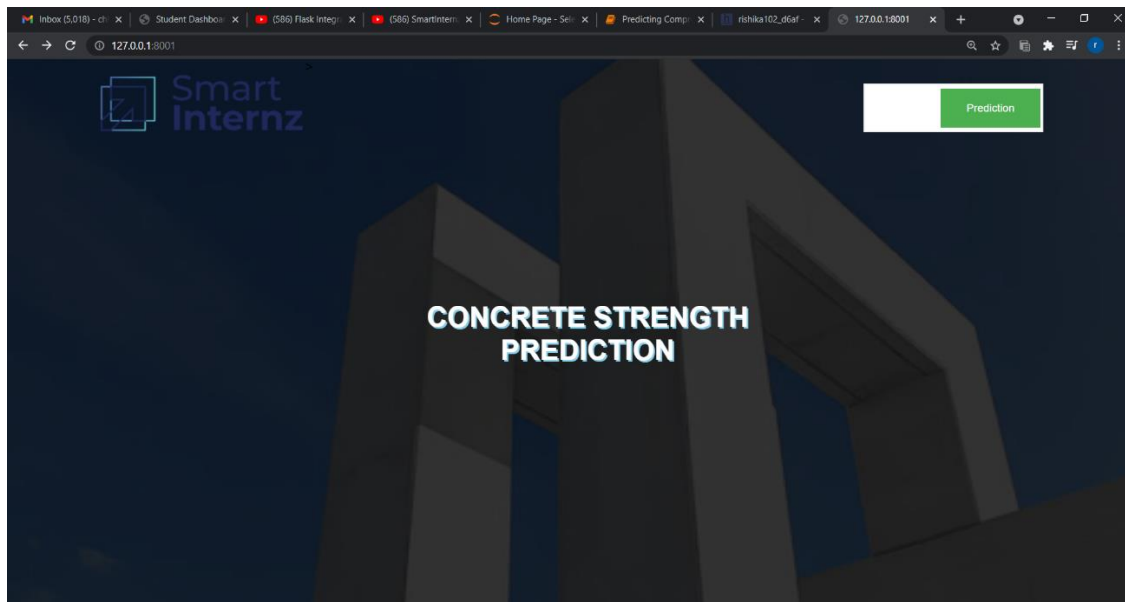 Inbox (5,018) - ch
Student Dashboar
(586) Flask Integr
(586) SmartIntern
Home Page - Sele
Predicting Compr
rishika102_d6af -
127.0.0.1:8001
127.0.0.1:8001
r
Smart
Internz
Prediction
CONCRETE STRENGTH
PREDICTION